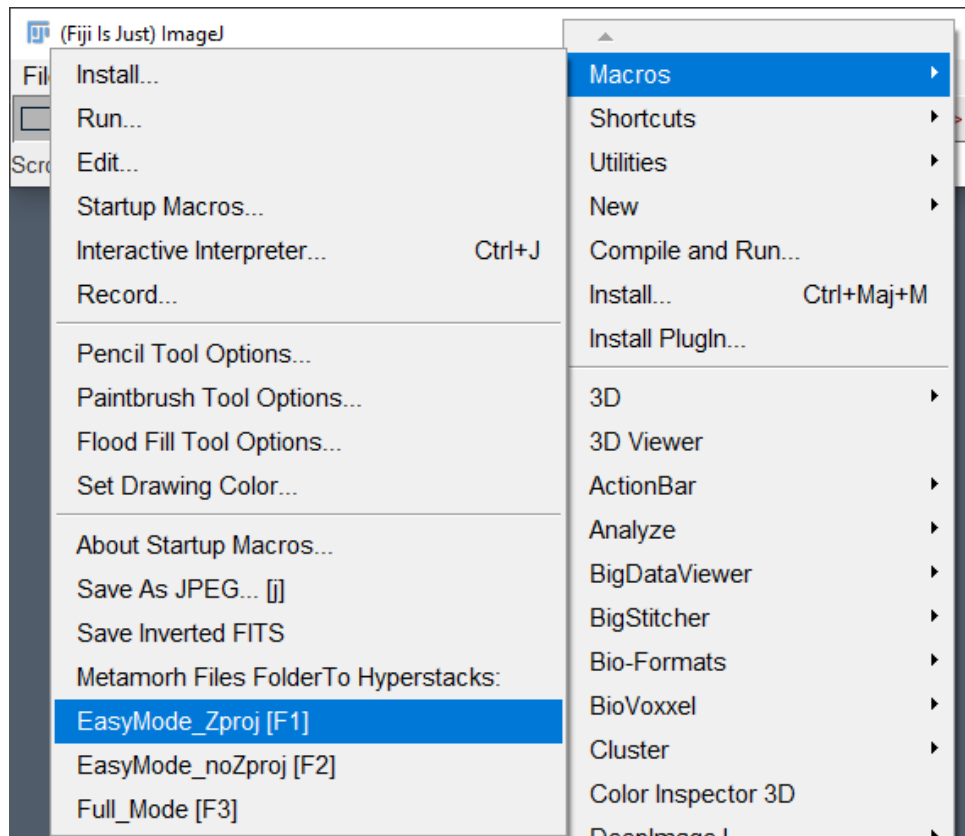 (Fiji Is Just) ImageJ
Fil
Scro
Install...
Run...
Edit...
Startup Macros...
Interactive Interpreter... Ctrl+J
Record...
Pencil Tool Options...
Paintbrush Tool Options...
Flood Fill Tool Options...
Set Drawing Color...
About Startup Macros...
Save As JPEG... [j]
Save Inverted FITS
Metamorh Files FolderTo Hyperstacks:
EasyMode_Zproj [F1]
EasyMode_noZproj [F2]
Full_Mode [F3]
Macros
Shortcuts
Utilities
New
Compile and Run...
Install... Ctrl+Maj+M
Install PlugIn...
3D
3D Viewer
ActionBar
Analyze
BigDataViewer
BigStitcher
Bio-Formats
BioVoxxel
Cluster
Color Inspector 3D